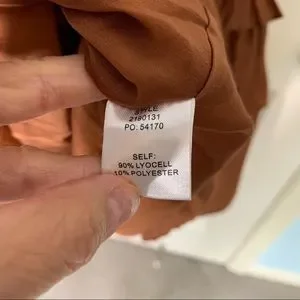 STYLE
2190131
PO: 54170
SELF:
90% LYOCELL
10% POLYESTER